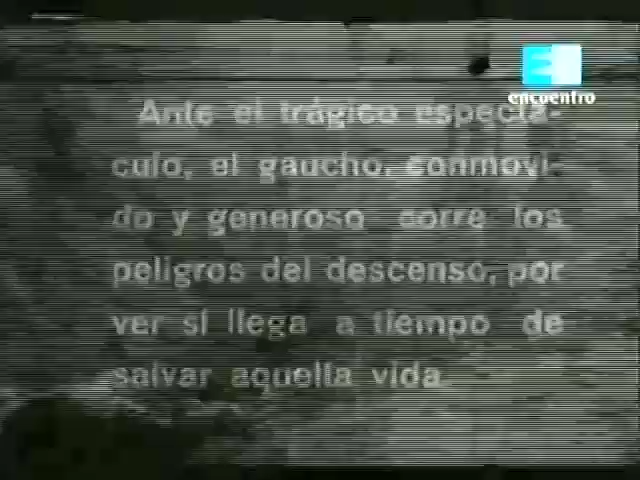 encuentro
Ante el trágico espectá-
culo, el gaucho, conmovi-
do y generoso corre los
peligros del descenso, por
ver si llega a tiempo de
salvar aquella vida.